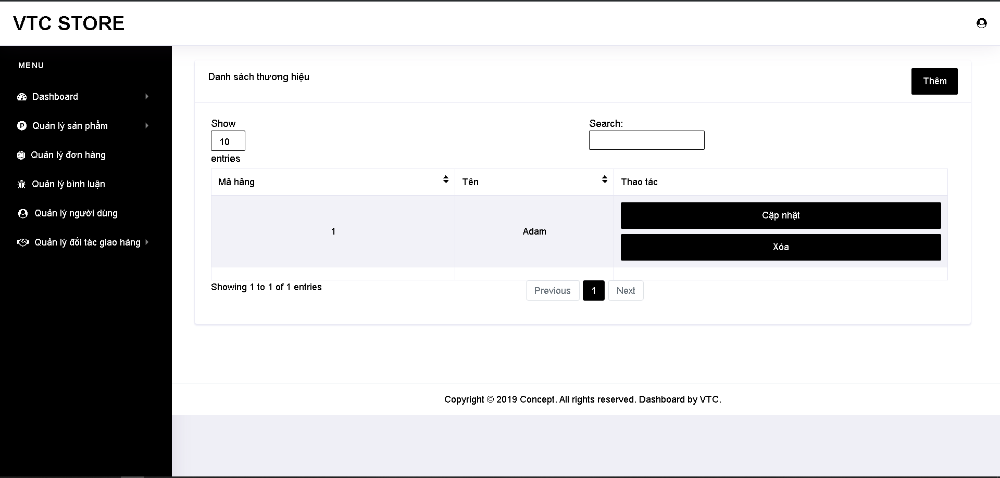 VTC STORE
MENU
Dashboard
Quản lý sản phẩm
Quản lý đơn hàng
Quản lý bình luận
Quản lý người dùng
Quản lý đối tác giao hàng
Danh sách thương hiệu
Thêm
Show
10
entries
Search:
Mã hãng Tên Thao tác
1 Adam
Cập nhật
Xóa
Showing 1 to 1 of 1 entries
Previous 1 Next
Copyright © 2019 Concept. All rights reserved. Dashboard by VTC.